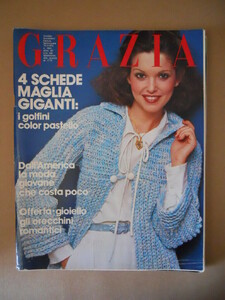 GRAZIA
4 SCHEDE
MAGLIA
GIGANTI:
i golfini
color pastello
Dall'America
la moda
giovane
che costa poco
Offerta-gioiello
gli orecchini
romantici